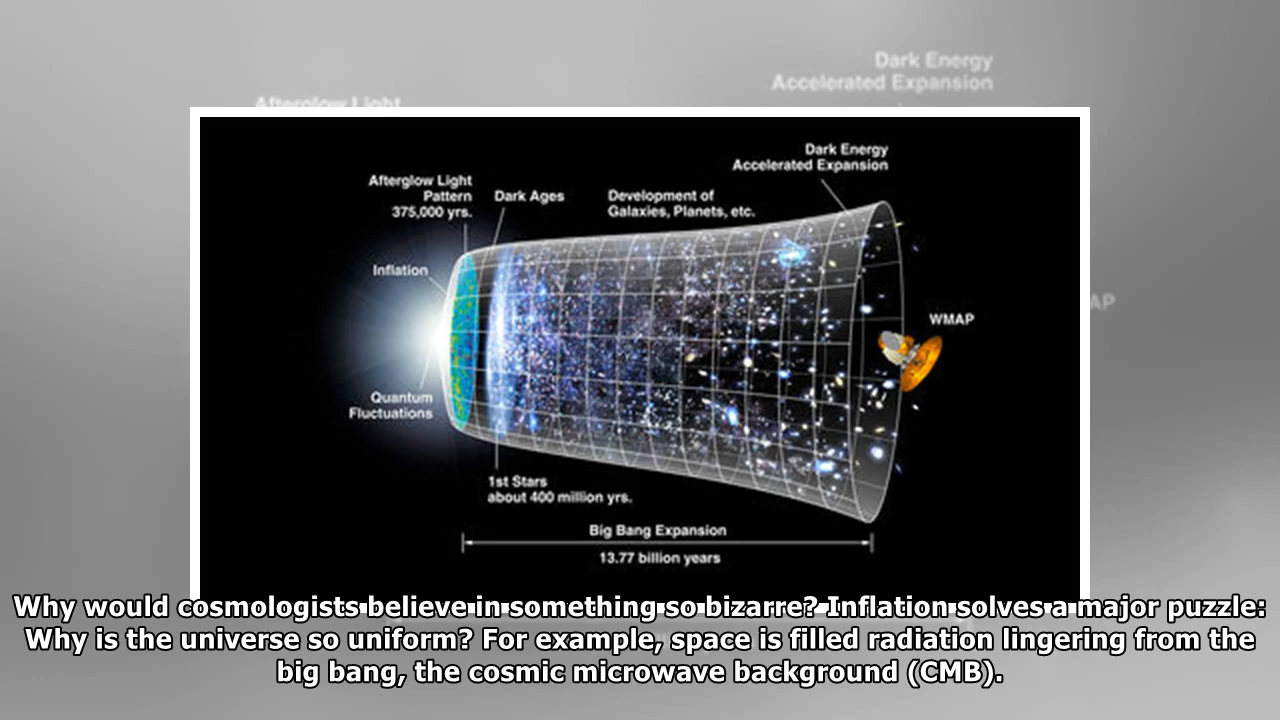 Dark Energy
Accelerated Expansion
Afterglow Light
Dark Energy
Accelerated Expansion
Afterglow Light
Pattern
375,000 yrs.
Dark Ages
Development of
Galaxies, Planets, etc.
Inflation
WMAP
AP
Quantum
Fluctuations
1st Stars
about 400 million yrs.
Big Bang Expansion
13.77 billion years
Why would cosmologists believe in something so bizarre? Inflation solves a major puzzle:
Why is the universe so uniform? For example, space is filled radiation lingering from the
big bang, the cosmic microwave background (CMB).